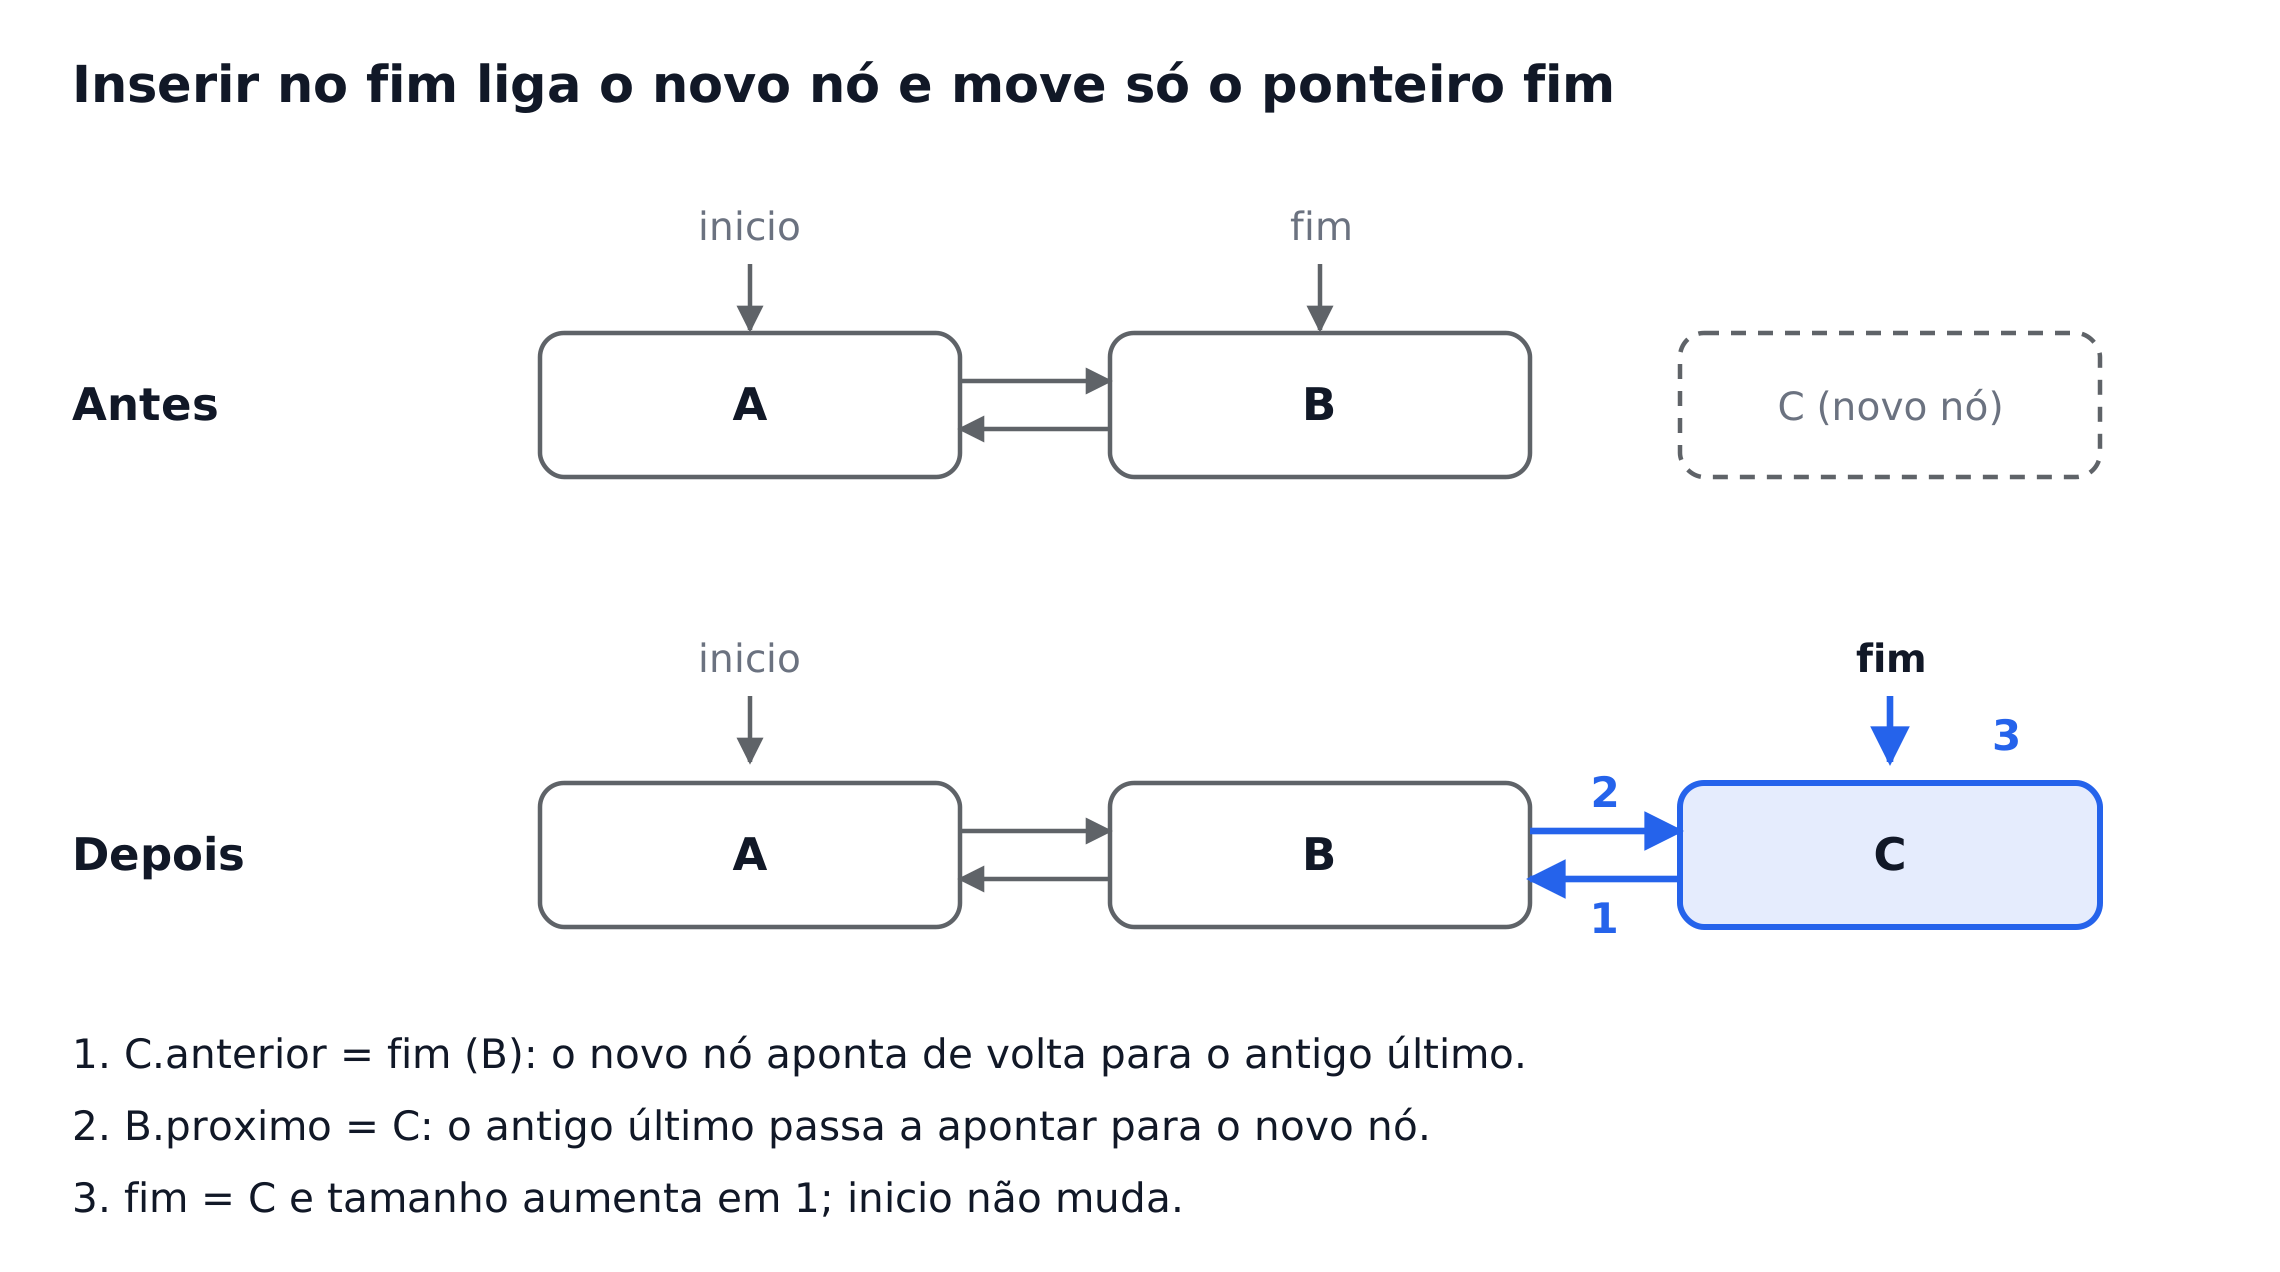 Inserir no fim liga o novo nó e move só o ponteiro fim
inicio
fim
Antes
A
B
C (novo nó)
inicio
fim
3
2
Depois
A
B
C
1
1. C.anterior = fim (B): o novo nó aponta de volta para o antigo último.
2. B.proximo = C: o antigo último passa a apontar para o novo nó.
3. fim = C e tamanho aumenta em 1; inicio não muda.